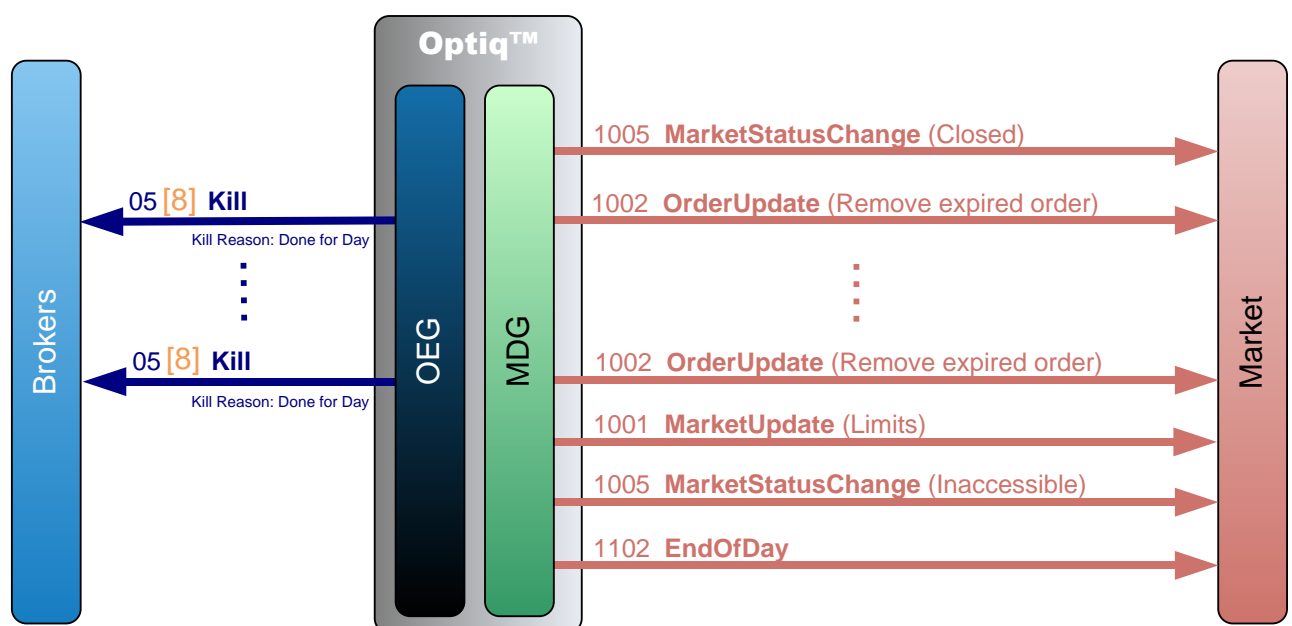 Optiq™
1005 MarketStatusChange (Closed)
05 [8] Kill
1002 OrderUpdate (Remove expired order)
Kill Reason: Done for Day
Brokers
OEG
MDG
Market
05 [8] Kill
1002 OrderUpdate (Remove expired order)
Kill Reason: Done for Day
1001 MarketUpdate (Limits)
1005 MarketStatusChange (Inaccessible)
1102 EndOfDay